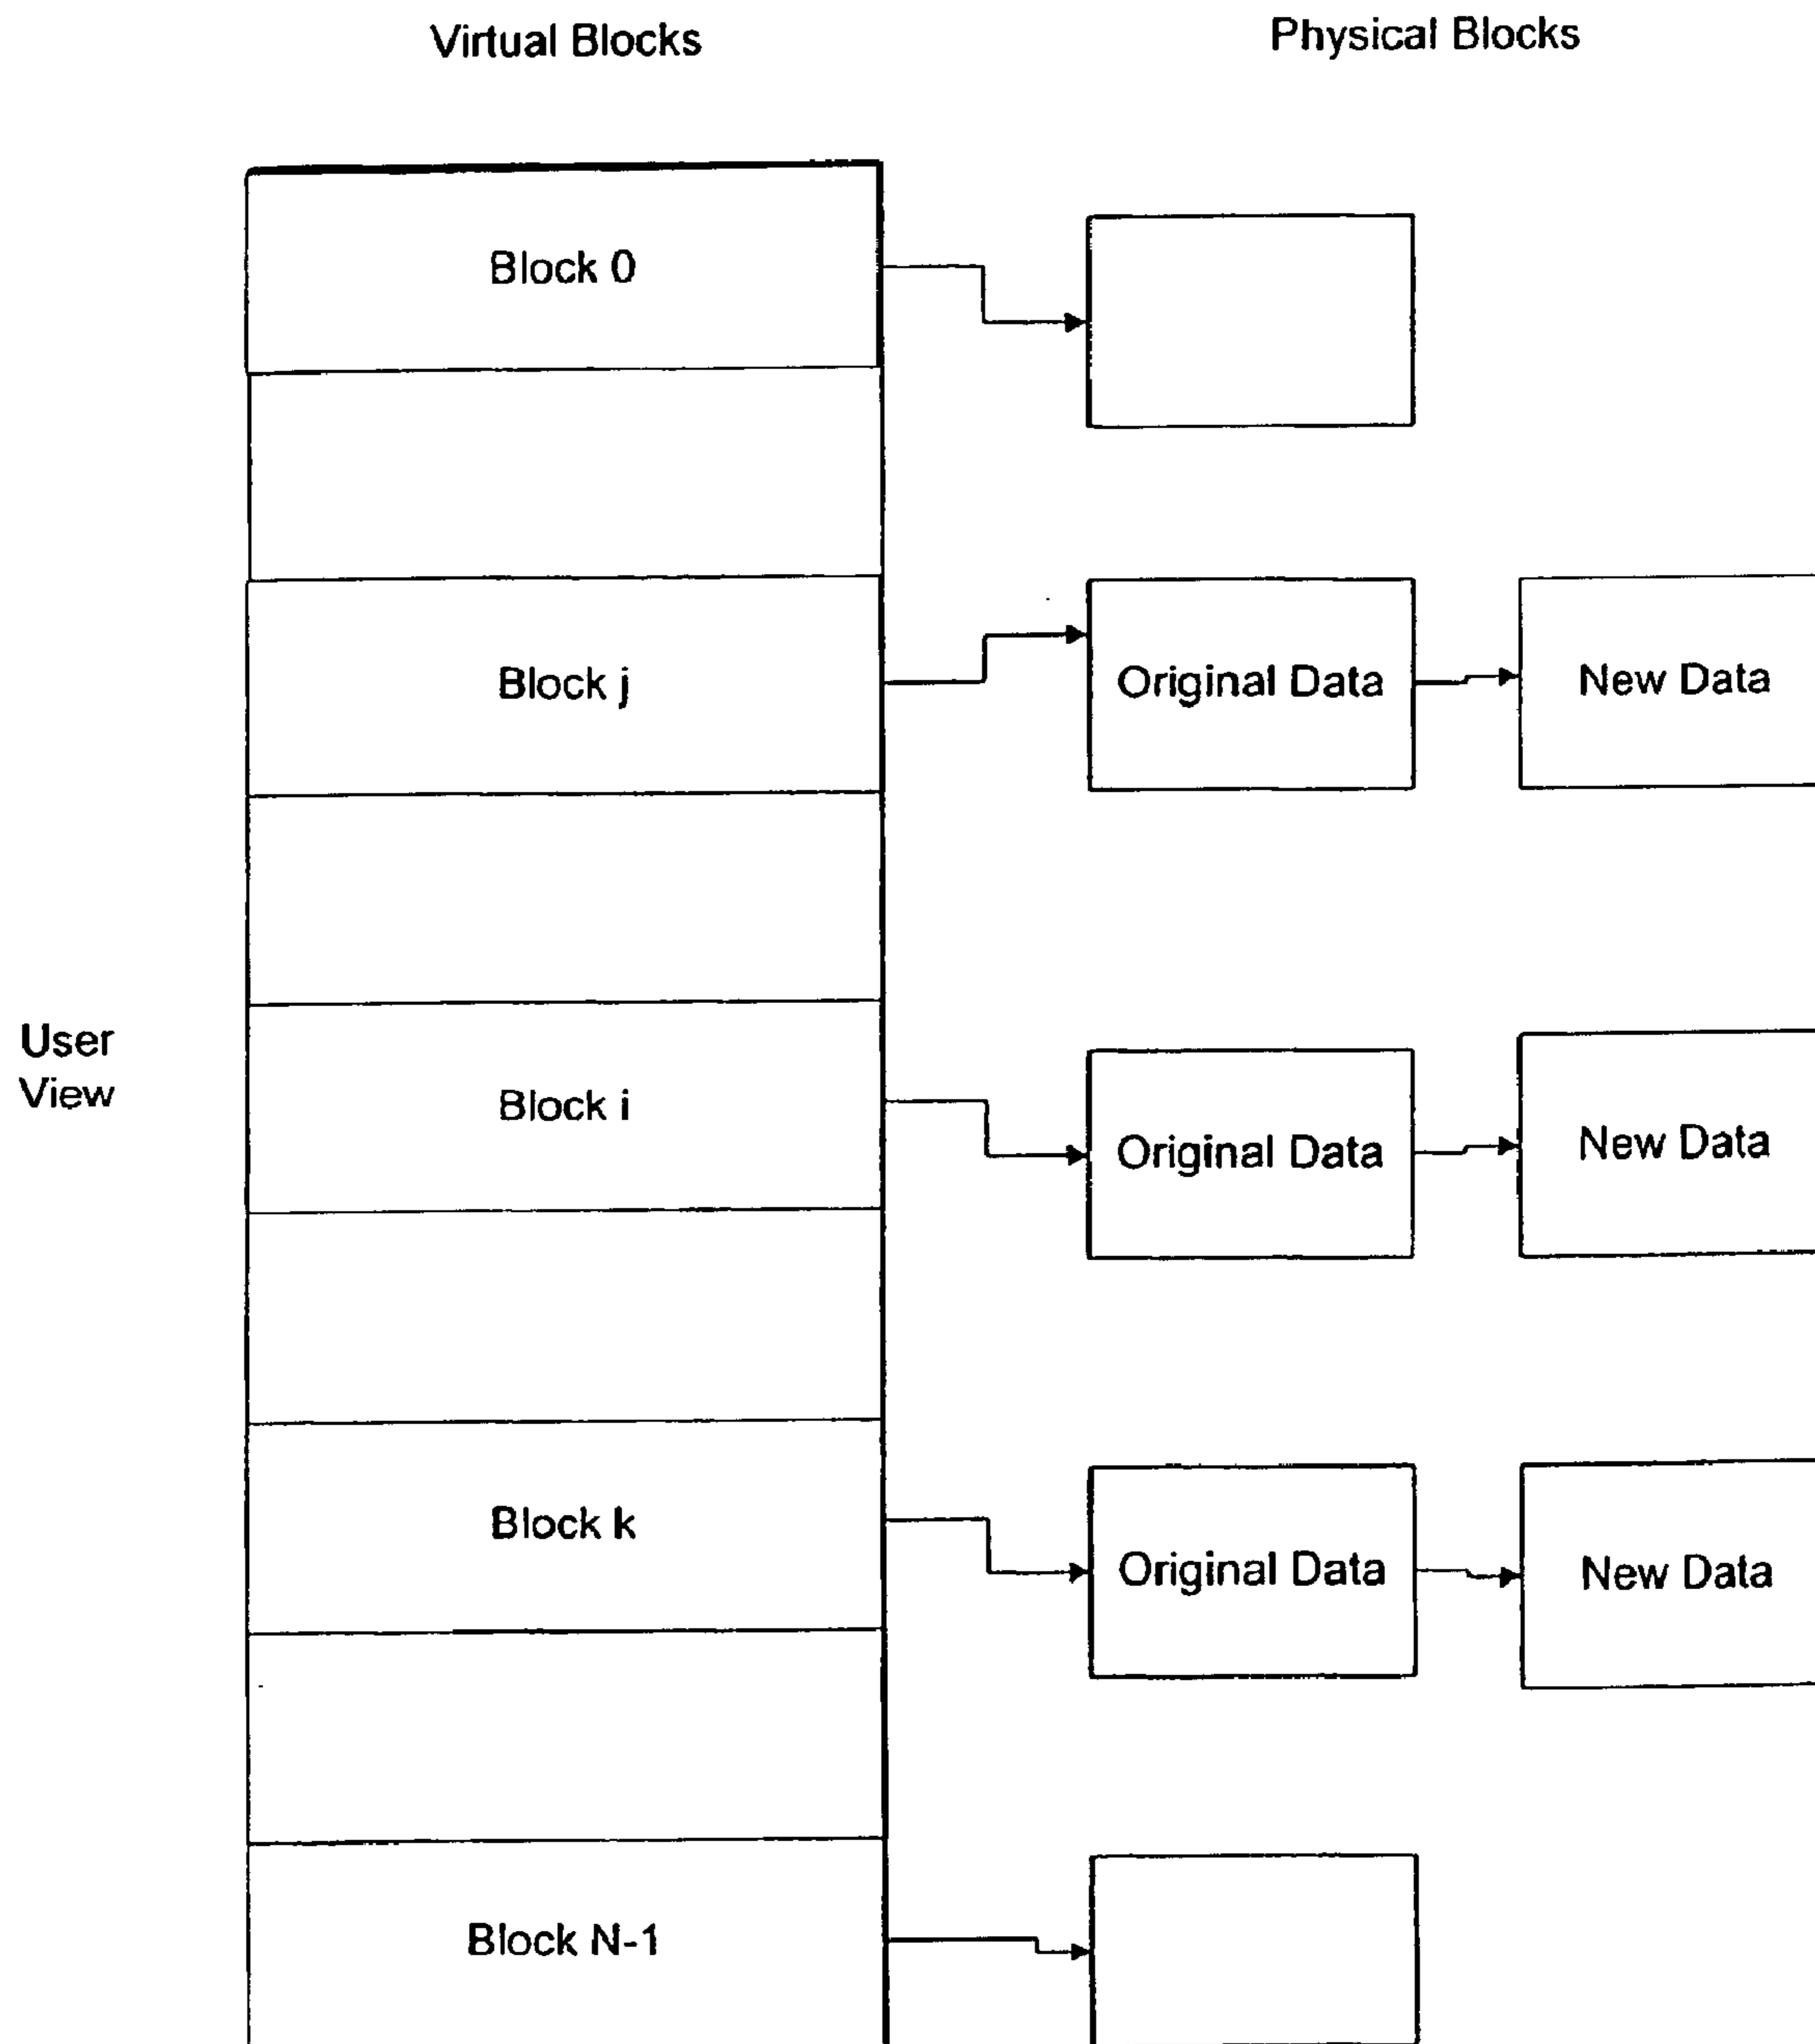 Virtual Blocks
Physical Blocks
Block 0
Block j
Original Data
New Data
User
View
Block i
Original Data
New Data
Block k
Original Data
New Data
Block N-1